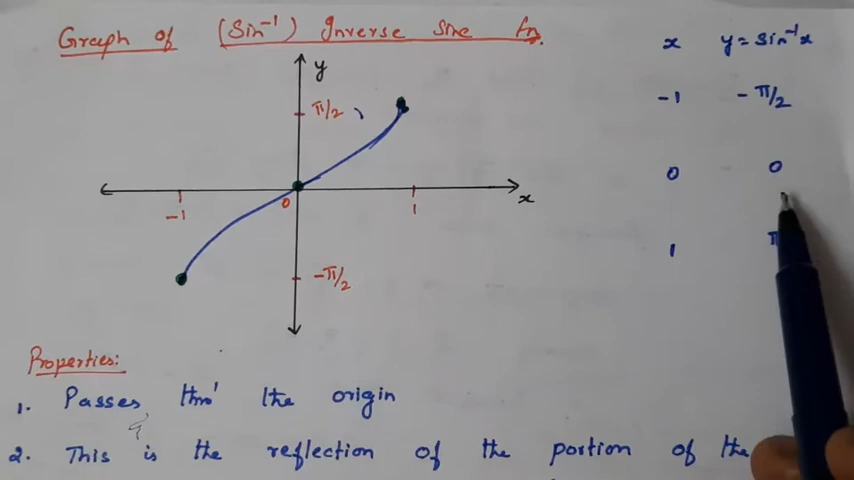 Graph of (Sin⁻¹) Inverse Sine fn.
x y = sin⁻¹x
-1 -π/2
0 0
1 π
y
π/2
-1 0 1 x
-π/2
Properties:
1. Passes thro' the origin
2. This is the reflection of the portion of the